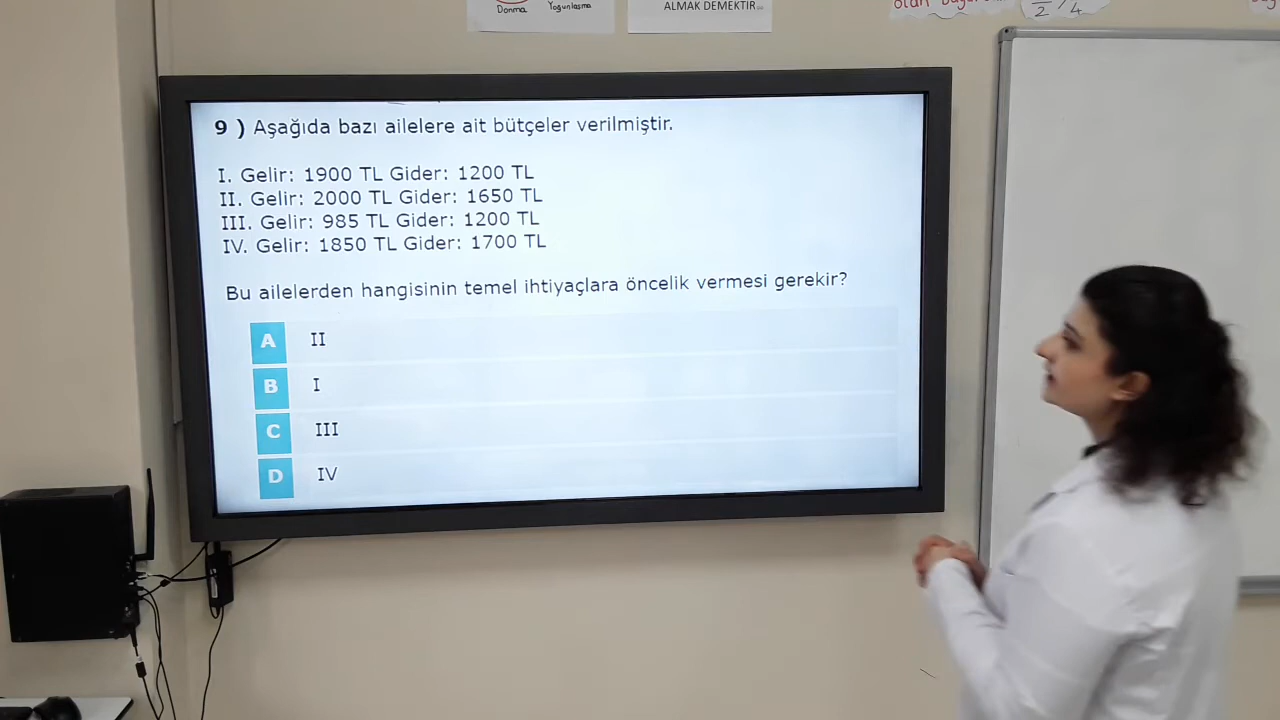 Donma
Yoğunlaşma
ALMAK DEMEKTİR...
2 / 4
9 ) Aşağıda bazı ailelere ait bütçeler verilmiştir.
I. Gelir: 1900 TL Gider: 1200 TL
II. Gelir: 2000 TL Gider: 1650 TL
III. Gelir: 985 TL Gider: 1200 TL
IV. Gelir: 1850 TL Gider: 1700 TL
Bu ailelerden hangisinin temel ihtiyaçlara öncelik vermesi gerekir?
A II
B I
C III
D IV